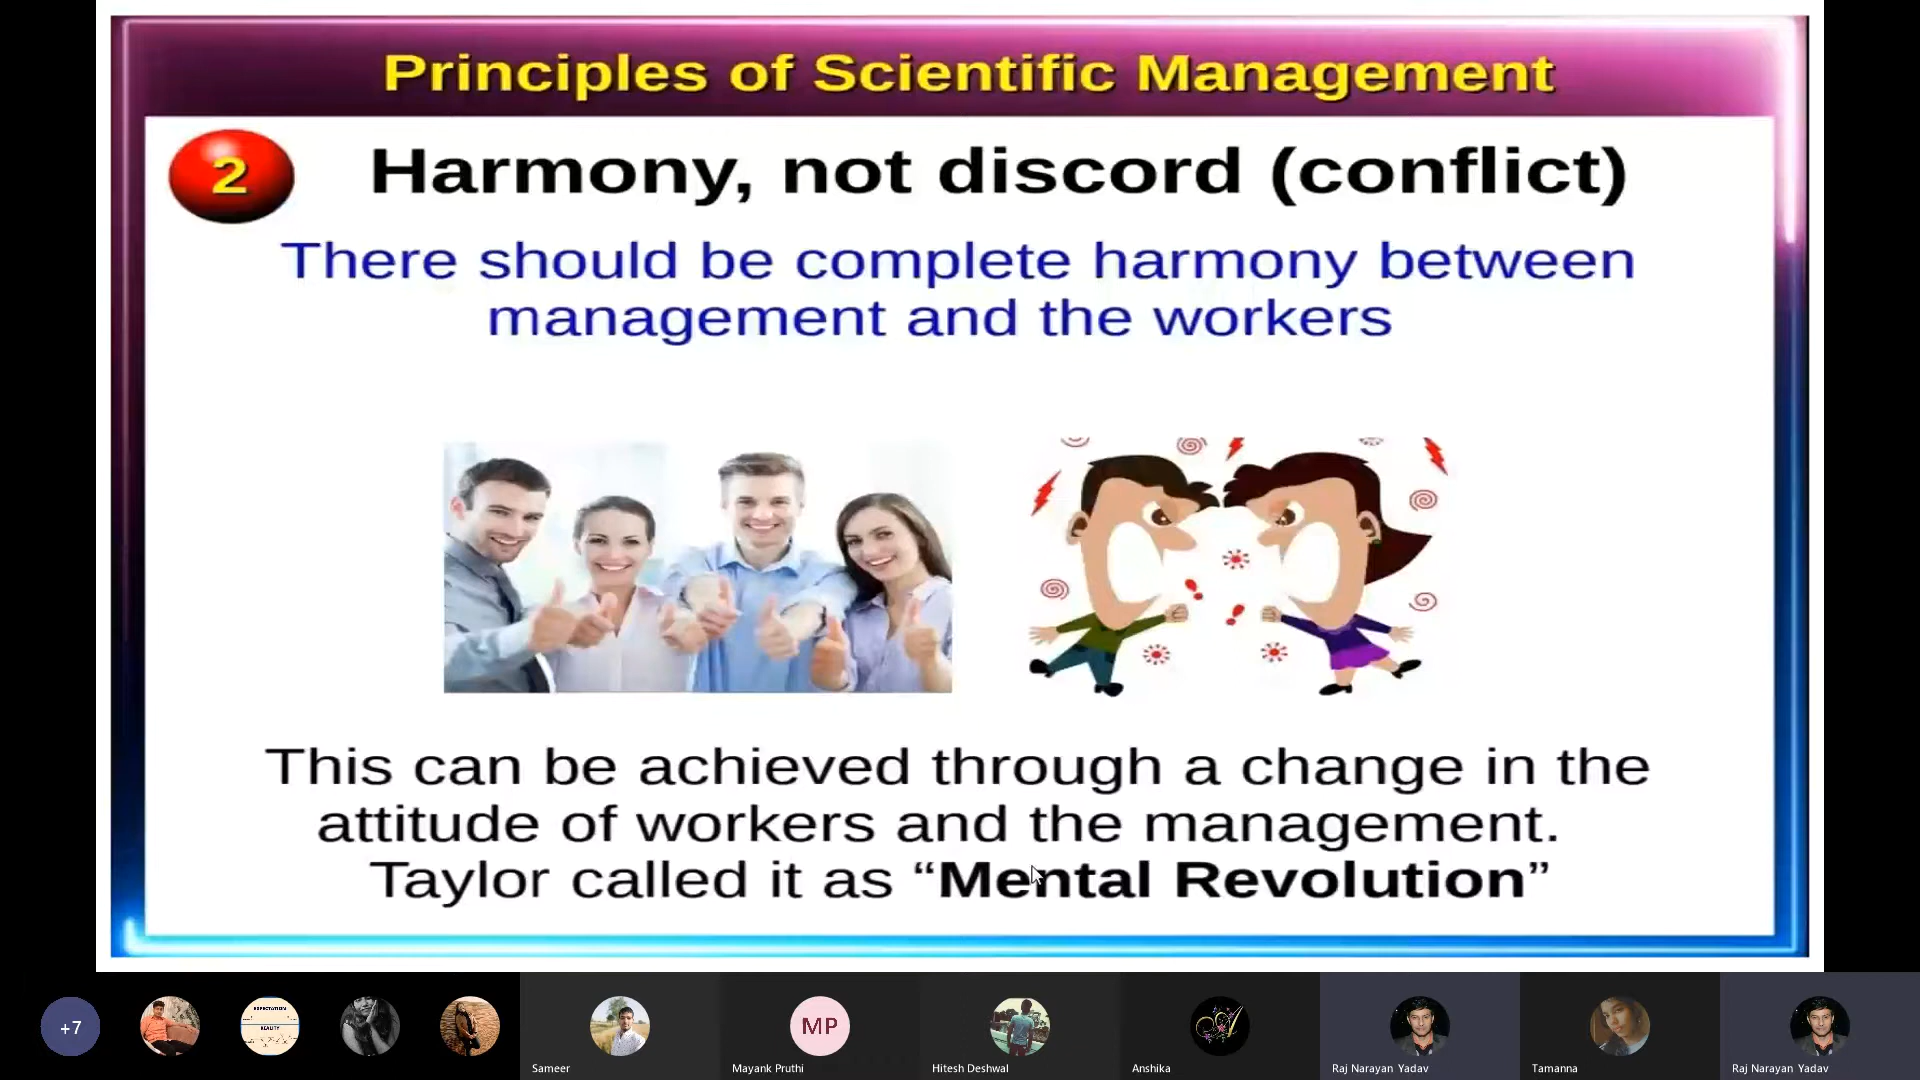 Principles of Scientific Management
2
Harmony, not discord (conflict)
There should be complete harmony between
management and the workers
This can be achieved through a change in the
attitude of workers and the management.
Taylor called it as “Mental Revolution”
+7
EXPECTATION
REALITY
MP
A
Sameer
Mayank Pruthi
Hitesh Deshwal
Anshika
Raj Narayan Yadav
Tamanna
Raj Narayan Yadav